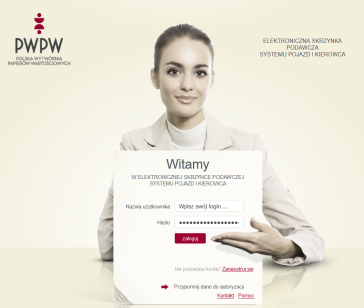 PWPW
POLSKA WYTWÓRNIA
PAPIERÓW WARTOŚCIOWYCH
ELEKTRONICZNA SKRZYNKA
PODAWCZA
SYSTEMU POJAZD I KIEROWCA
Witamy
W ELEKTRONICZNEJ SKRZYNCE PODAWCZEJ
SYSTEMU POJAZD I KIEROWCA
Nazwa użytkownika Wpisz swój login ...
Hasło ••••••••••••••••••
zaloguj
Nie posiadasz konta? Zarejestruj się
Przypomnij dane do autoryzacji
Kontakt Pomoc